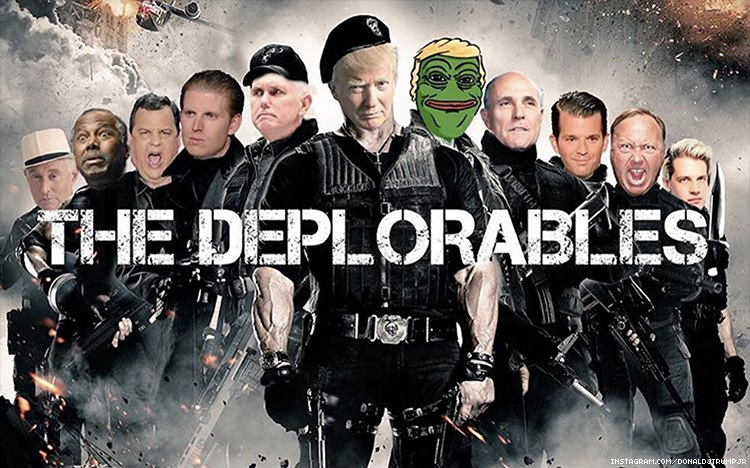 THE DEPLORABLES
INSTAGRAM.COM/DONALDJTRUMPJR